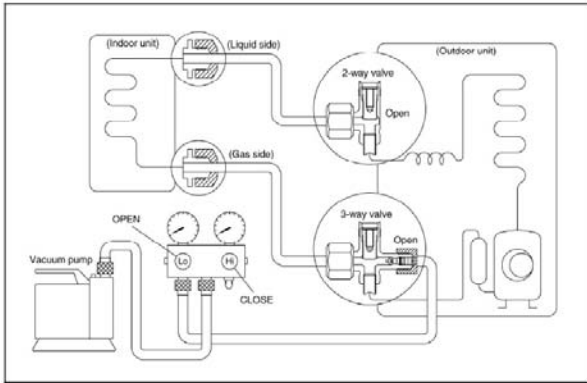 (Indoor unit)
(Liquid side)
(Outdoor unit)
2-way valve
Open
(Gas side)
3-way valve
Open
OPEN
Lo
Hi
CLOSE
Vacuum pump